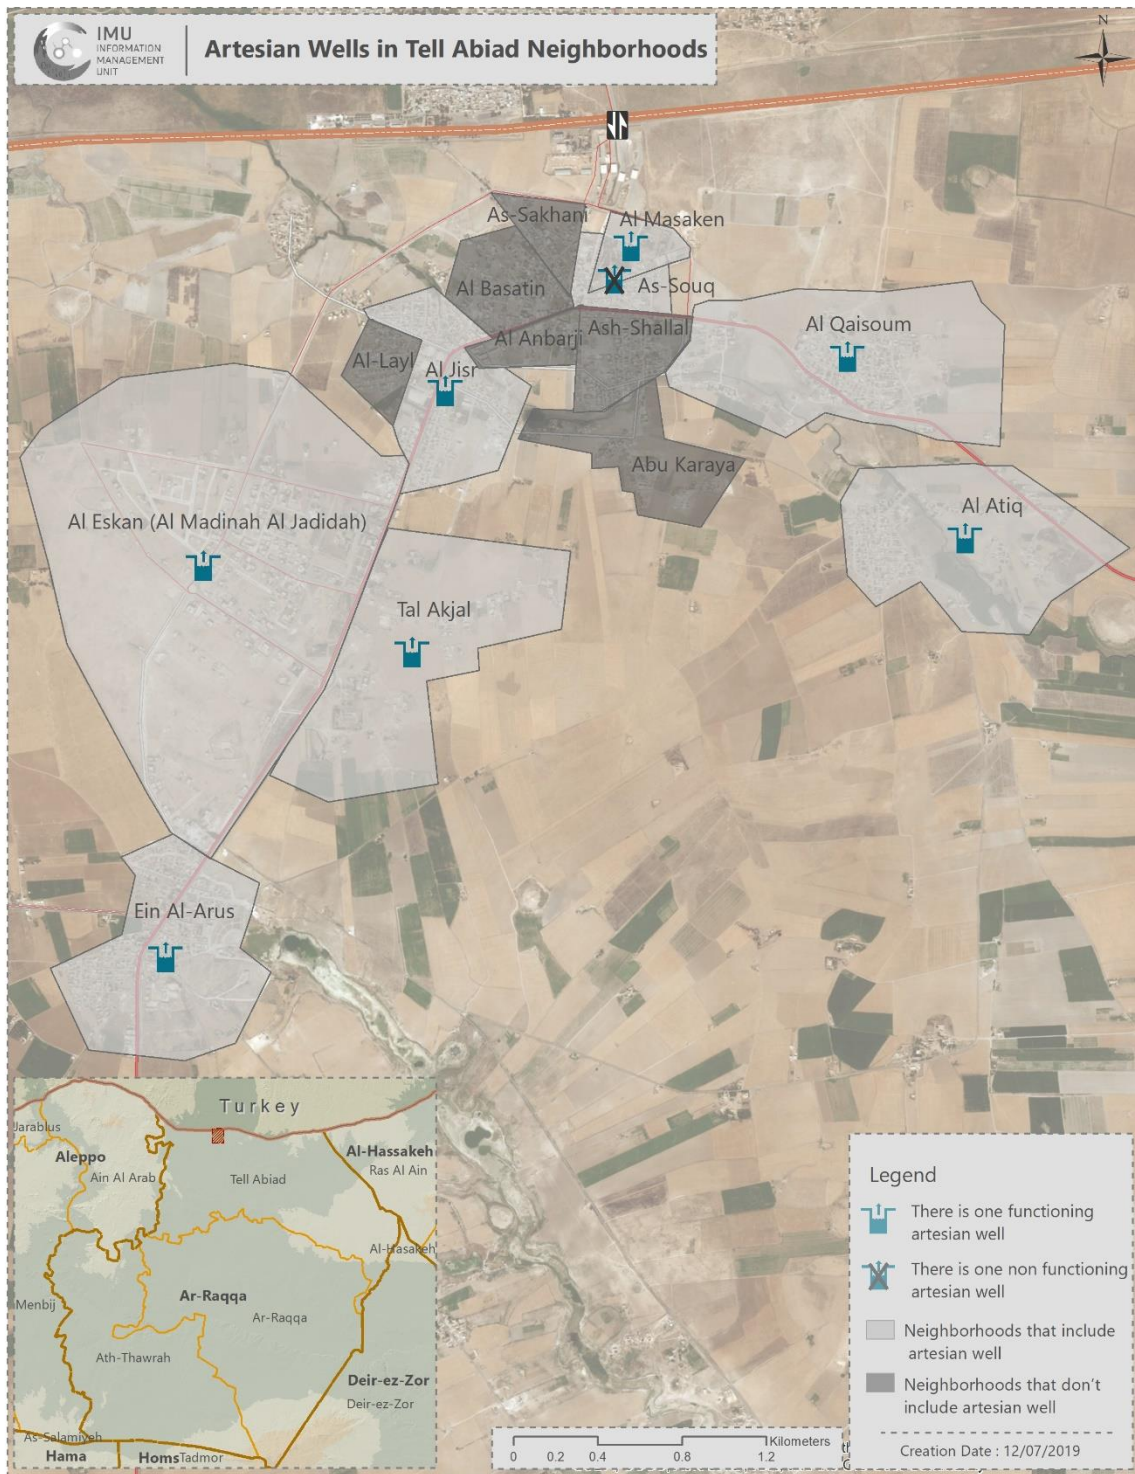 IMU
INFORMATION
MANAGEMENT
UNIT
Artesian Wells in Tell Abiad Neighborhoods
N
As-Sakhani
Al Masaken
Al Basatin
As-Souq
Al Anbarji
Ash-Shallal
Al Qaisoum
Al-Layl
Al Jisr
Abu Karaya
Al Atiq
Al Eskan (Al Madinah Al Jadidah)
Tal Akjal
Ein Al-Arus
Turkey
Jarablus
Aleppo
Ain Al Arab
Tell Abiad
Al-Hassakeh
Ras Al Ain
Al-Hasakeh
Menbij
Ar-Raqqa
Ar-Raqqa
Ath-Thawrah
Deir-ez-Zor
Deir-ez-Zor
As-Salamiyeh
Hama
Homs
Tadmor
Legend
There is one functioning
artesian well
There is one non functioning
artesian well
Neighborhoods that include
artesian well
Neighborhoods that don't
include artesian well
Creation Date : 12/07/2019
Kilometers
0 0.4 0.8 1.2